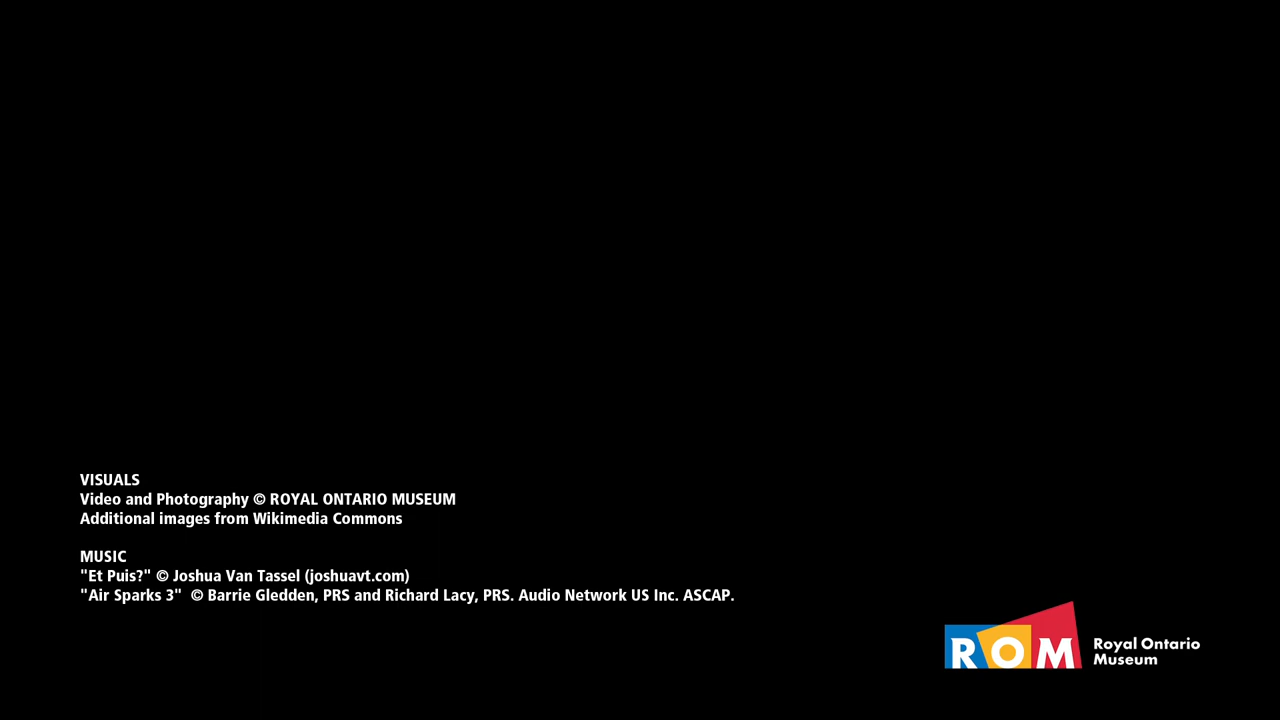 VISUALS
Video and Photography © ROYAL ONTARIO MUSEUM
Additional images from Wikimedia Commons
MUSIC
"Et Puis?" © Joshua Van Tassel (joshuavt.com)
"Air Sparks 3"  © Barrie Gledden, PRS and Richard Lacy, PRS. Audio Network US Inc. ASCAP.
ROM
Royal Ontario
Museum